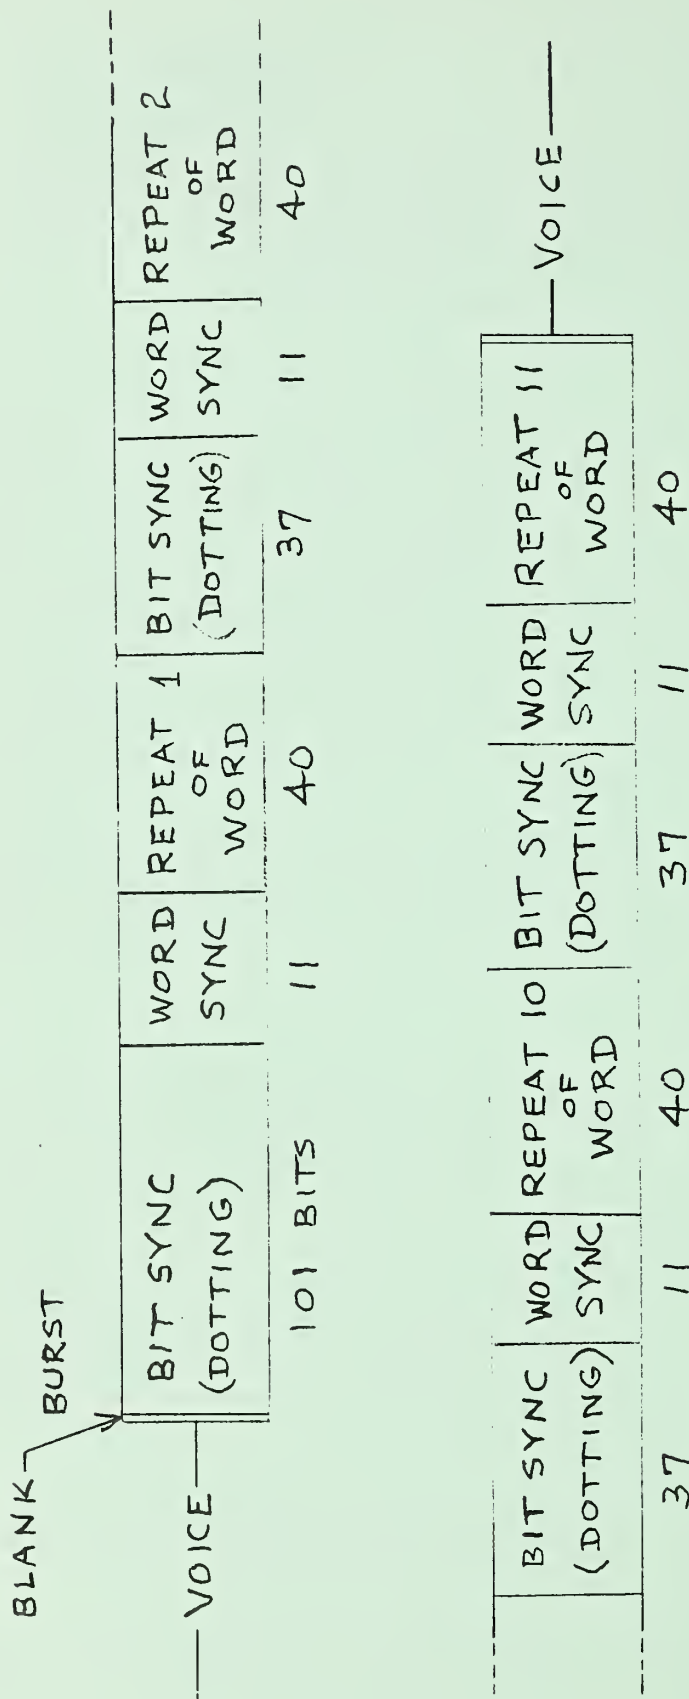 BLANK
BURST
VOICE
BIT SYNC
(DOTTING)
WORD
SYNC
REPEAT 1
OF
WORD
BIT SYNC
(DOTTING)
WORD
SYNC
REPEAT 2
OF
WORD
101 BITS
11
40
37
11
40
BIT SYNC
(DOTTING)
WORD
SYNC
REPEAT 10
OF
WORD
BIT SYNC
(DOTTING)
WORD
SYNC
REPEAT 11
OF
WORD
VOICE
37
11
40
37
11
40